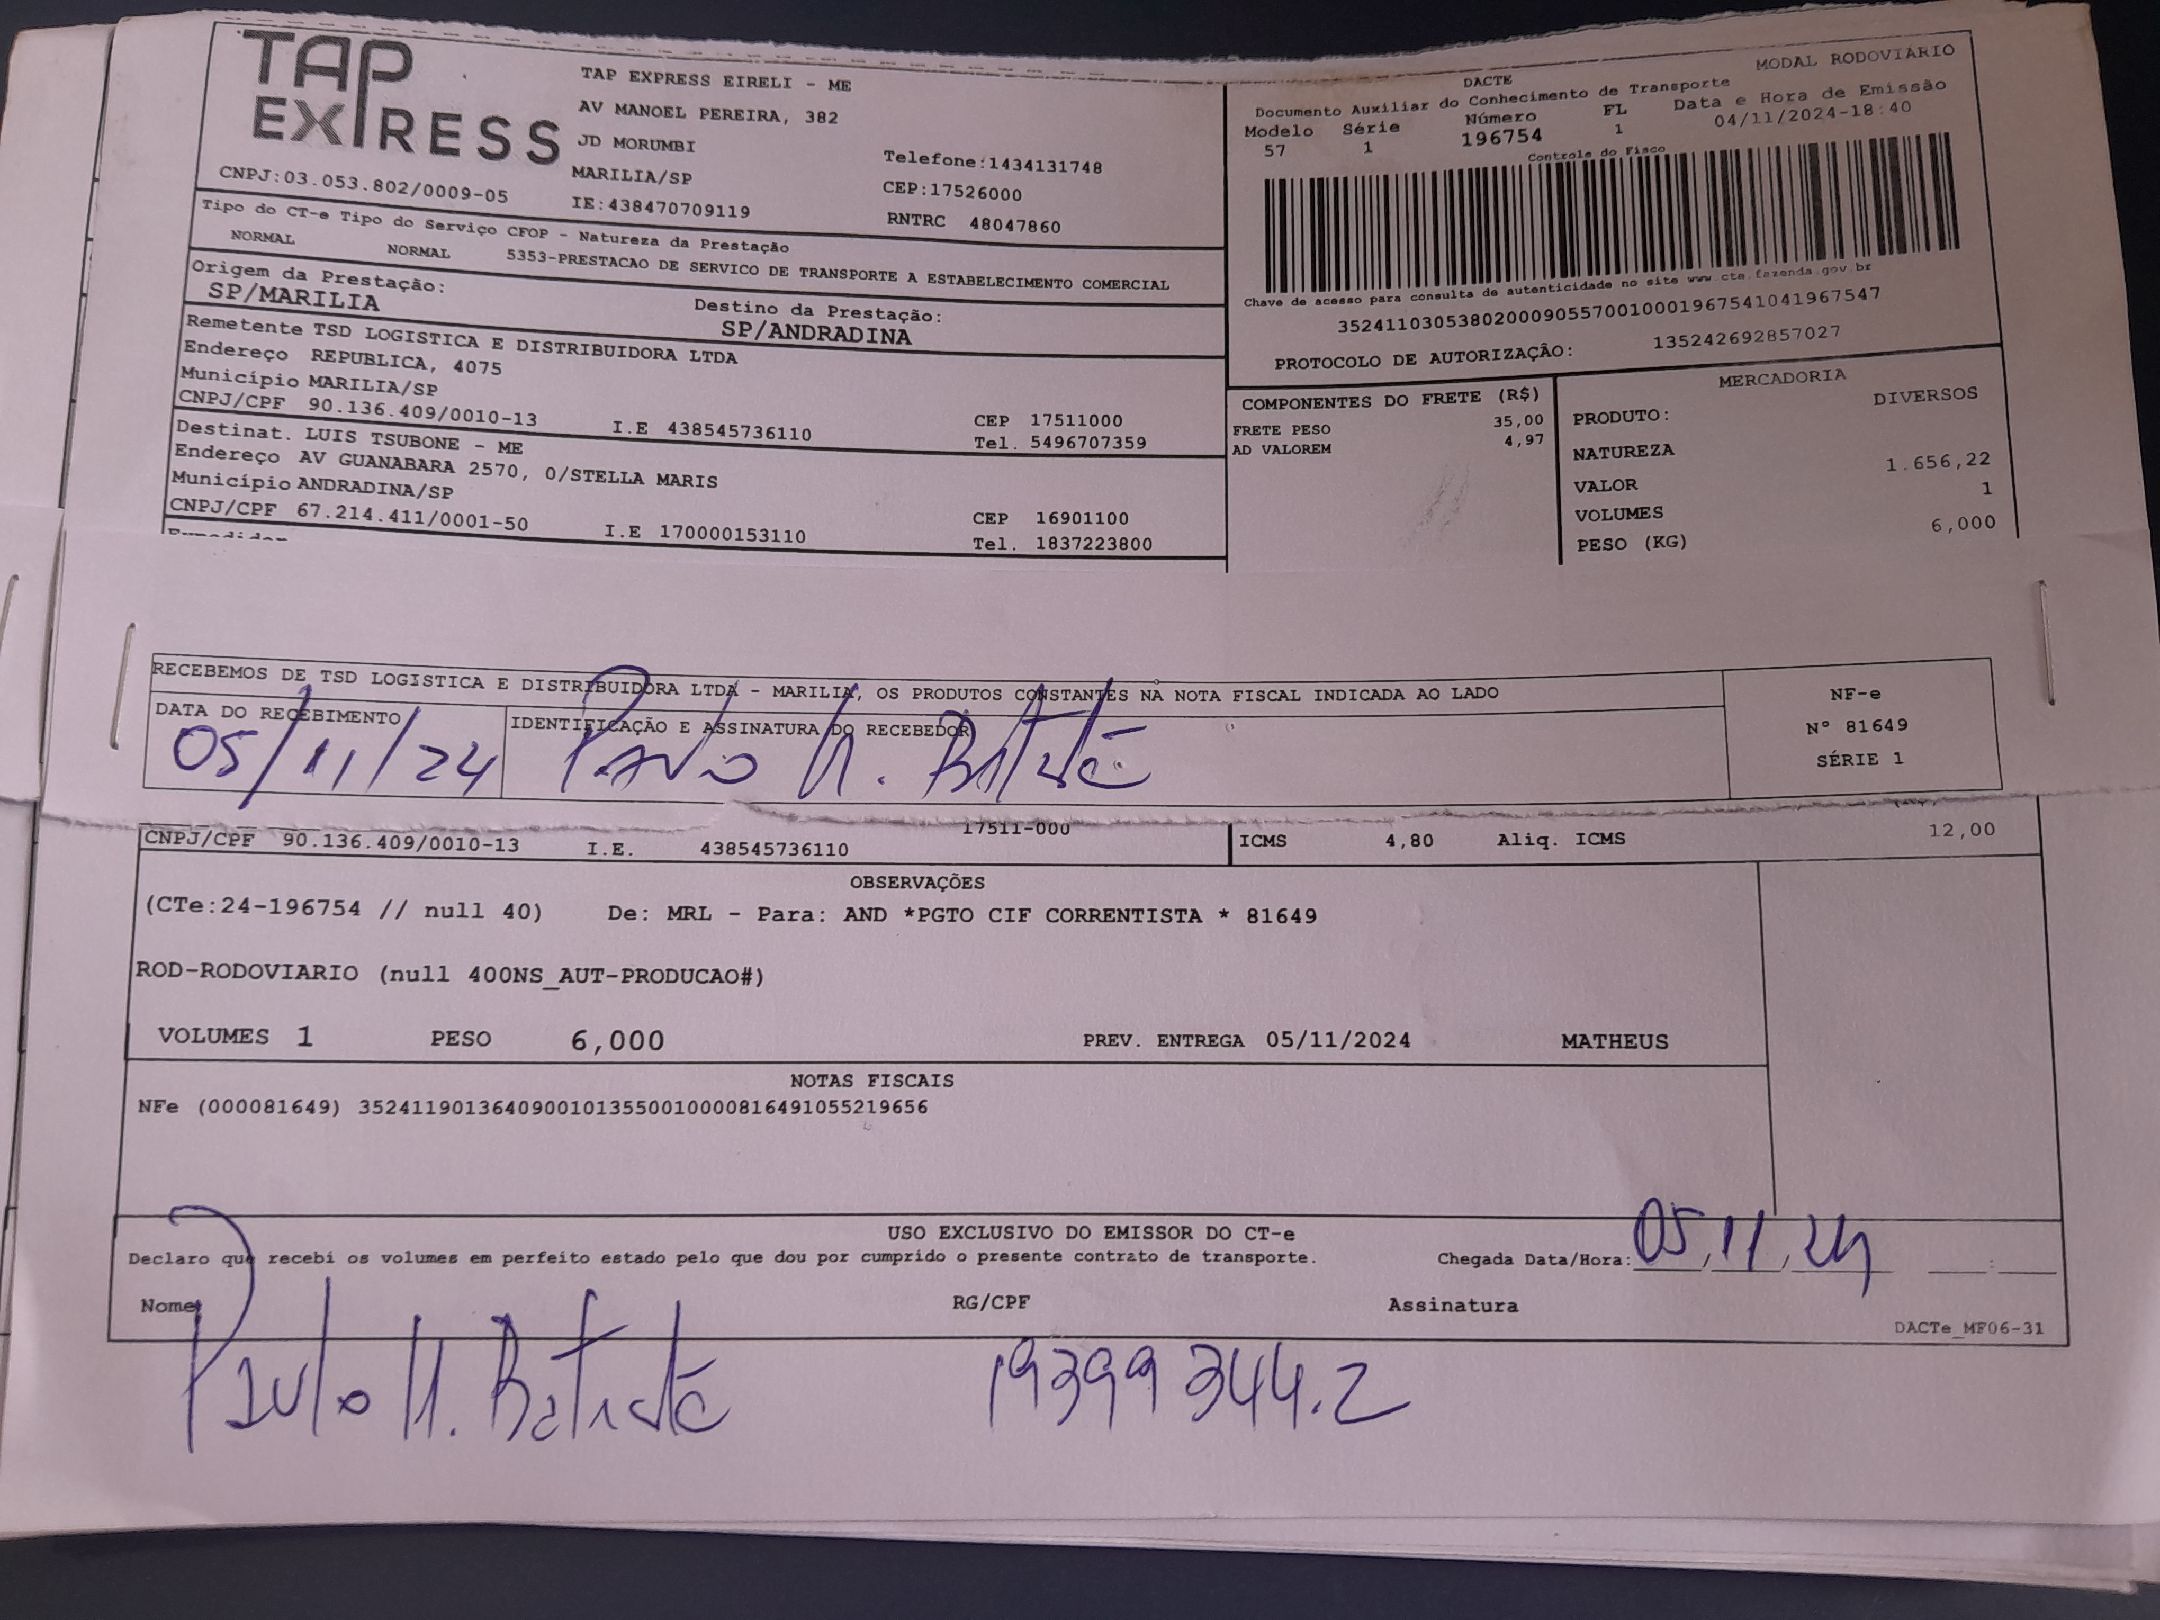 TAP
EXPRESS
TAP EXPRESS EIRELI - ME
AV MANOEL PEREIRA, 382
JD MORUMBI
MARILIA/SP
IE:438470709119
Telefone:1434131748
CEP:17526000
RNTRC 48047860
CNPJ:03.053.802/0009-05
MODAL RODOVIÁRIO
DACTE
Documento Auxiliar do Conhecimento de Transporte
Modelo Série Número FL Data e Hora de Emissão
57 1 196754 1 04/11/2024-18:40
Controle do Fisco
Chave de acesso para consulta de autenticidade no site www.cte.fazenda.gov.br
35241103053802000905570010001967541041967547
PROTOCOLO DE AUTORIZAÇÃO: 135242692857027
Tipo do CT-e Tipo do Serviço CFOP - Natureza da Prestação
NORMAL NORMAL 5353-PRESTACAO DE SERVICO DE TRANSPORTE A ESTABELECIMENTO COMERCIAL
Origem da Prestação: Destino da Prestação:
SP/MARILIA SP/ANDRADINA
Remetente TSD LOGISTICA E DISTRIBUIDORA LTDA
Endereço REPUBLICA, 4075
Município MARILIA/SP CEP 17511000
CNPJ/CPF 90.136.409/0010-13 I.E 438545736110 Tel. 5496707359
Destinat. LUIS TSUBONE - ME
Endereço AV GUANABARA 2570, 0/STELLA MARIS
Município ANDRADINA/SP CEP 16901100
CNPJ/CPF 67.214.411/0001-50 I.E 170000153110 Tel. 1837223800
COMPONENTES DO FRETE (R$)
FRETE PESO 35,00
AD VALOREM 4,97
MERCADORIA
PRODUTO: DIVERSOS
NATUREZA
VALOR 1.656,22
VOLUMES 1
PESO (KG) 6,000
RECEBEMOS DE TSD LOGISTICA E DISTRIBUIDORA LTDA - MARILIA, OS PRODUTOS CONSTANTES NA NOTA FISCAL INDICADA AO LADO
DATA DO RECEBIMENTO IDENTIFICAÇÃO E ASSINATURA DO RECEBEDOR
05/11/24 Paulo H. Batista
NF-e
Nº 81649
SÉRIE 1
17511-000
CNPJ/CPF 90.136.409/0010-13 I.E. 438545736110
ICMS 4,80 Aliq. ICMS 12,00
OBSERVAÇÕES
(CTe:24-196754 // null 40) De: MRL - Para: AND *PGTO CIF CORRENTISTA * 81649
ROD-RODOVIARIO (null 400NS_AUT-PRODUCAO#)
VOLUMES 1 PESO 6,000 PREV. ENTREGA 05/11/2024 MATHEUS
NOTAS FISCAIS
NFe (000081649) 35241190136409001013550010000816491055219656
USO EXCLUSIVO DO EMISSOR DO CT-e
Declaro que recebi os volumes em perfeito estado pelo que dou por cumprido o presente contrato de transporte. Chegada Data/Hora: 05/11/24
Nome RG/CPF Assinatura
DACTe_MF06-31
Paulo H. Batista 19399344.2